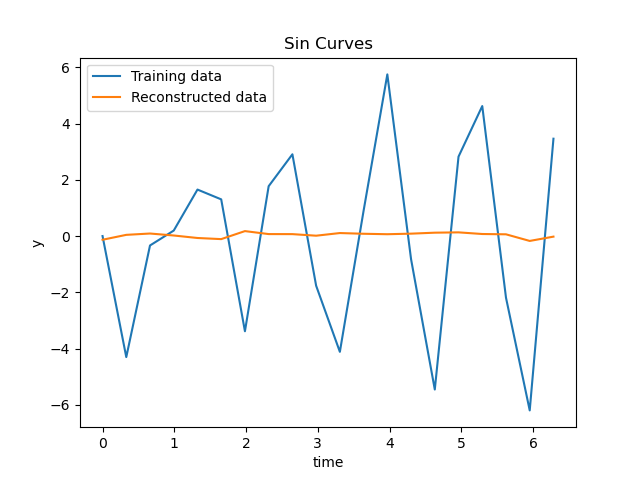 Sin Curves
Training data
Reconstructed data
6
4
2
0
−2
−4
−6
y
0 1 2 3 4 5 6
time